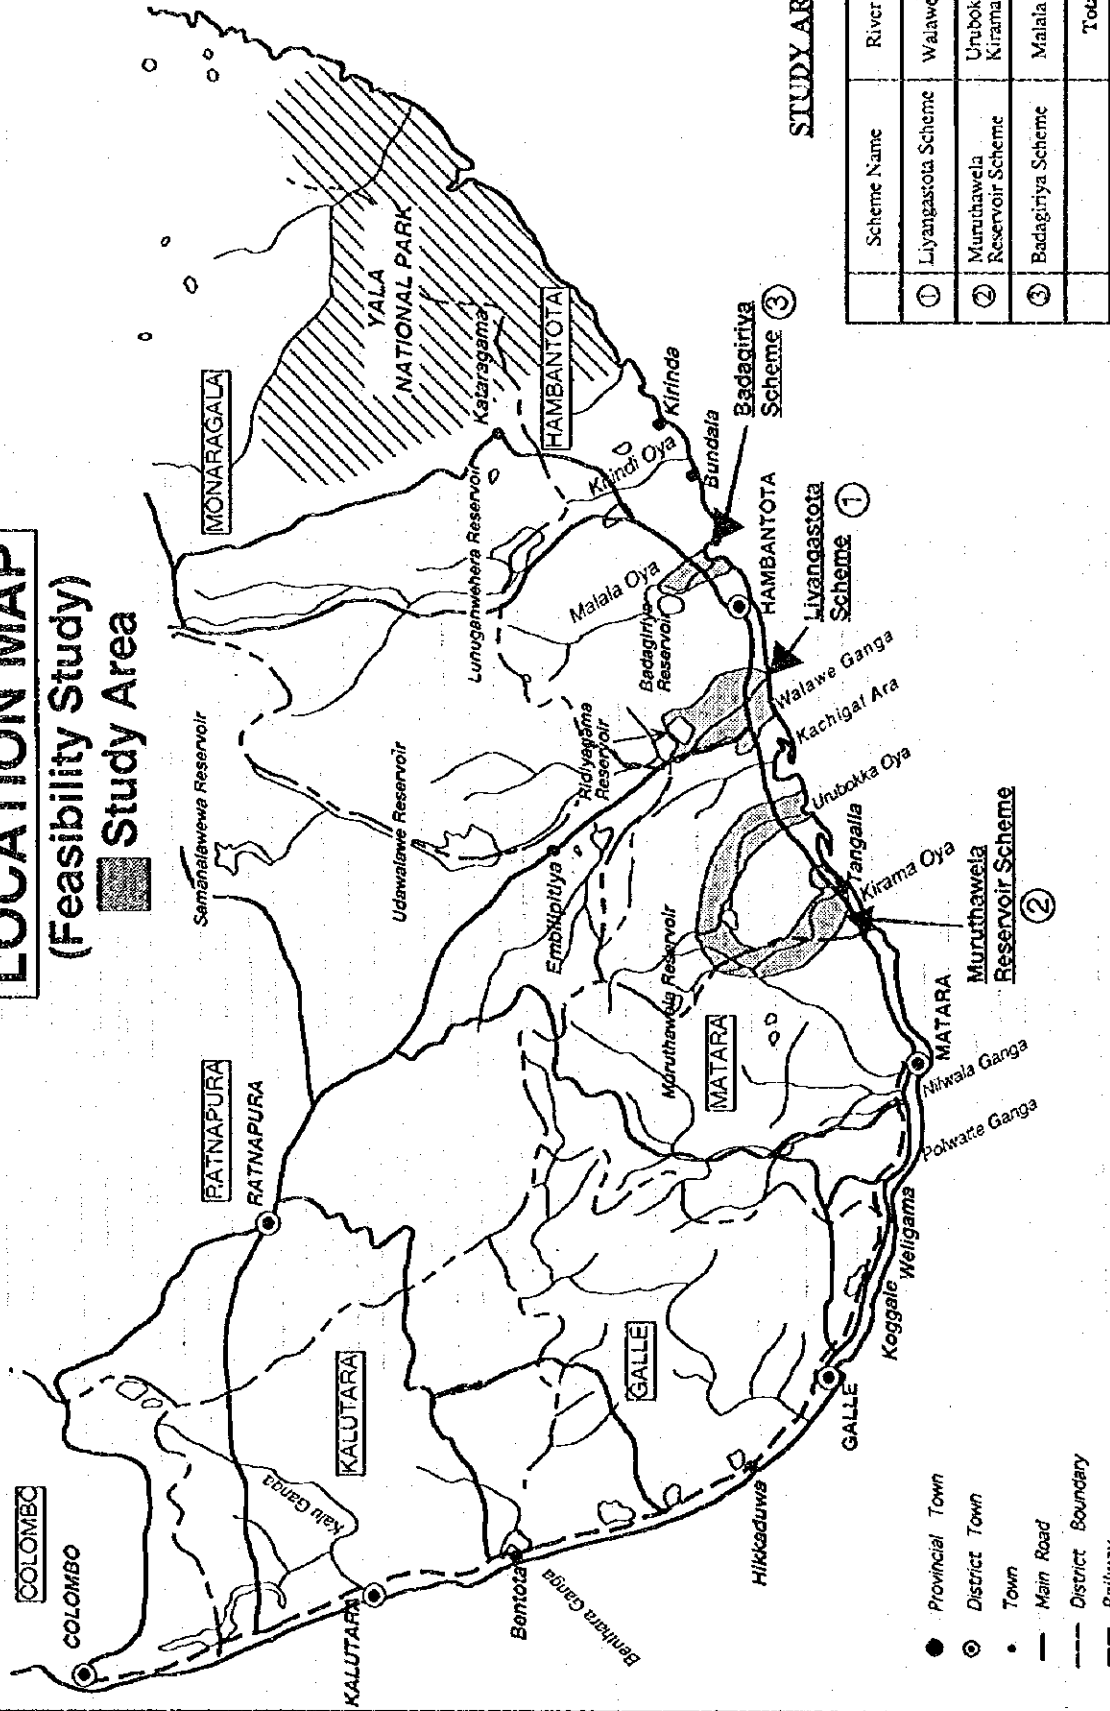 LOCATION MAP
(Feasibility Study)
Study Area
COLOMBO
COLOMBO
Kalu Ganga
KALUTARA
KALUTARA
Bentota
Benthara Ganga
RATNAPURA
RATNAPURA
GALLE
Hikkaduwa
GALLE
Koggale
Weligama
Polwatte Ganga
Nilwala Ganga
MATARA
MATARA
Samanalawewa Reservoir
Udawalawe Reservoir
Embilipitiya
Muruthawela Reservoir
Ridiyagama
Reservoir
Muruthawela
Reservoir Scheme
②
Kirama Oya
Tangalla
Urubokka Oya
Kachigal Ara
Walawe Ganga
Liyangastota
Scheme ①
HAMBANTOTA
Badagiriya
Reservoir
Malala Oya
Lunuganwehera Reservoir
Badagiriya
Scheme ③
Bundala
Kirinda
Kirindi Oya
HAMBANTOTA
Kataragama
MONARAGALA
YALA
NATIONAL PARK
Provincial Town
District Town
Town
Main Road
District Boundary
Railway
STUDY AR
Scheme Name River
① Liyangastota Scheme Walawe
② Muruthawela
Reservoir Scheme Urubok
Kirama
③ Badagiriya Scheme Malala
Tota